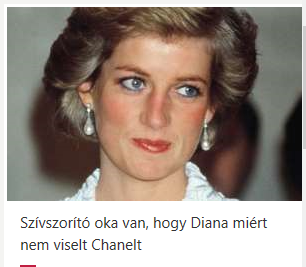 Szívszorító oka van, hogy Diana miért
nem viselt Chanelt